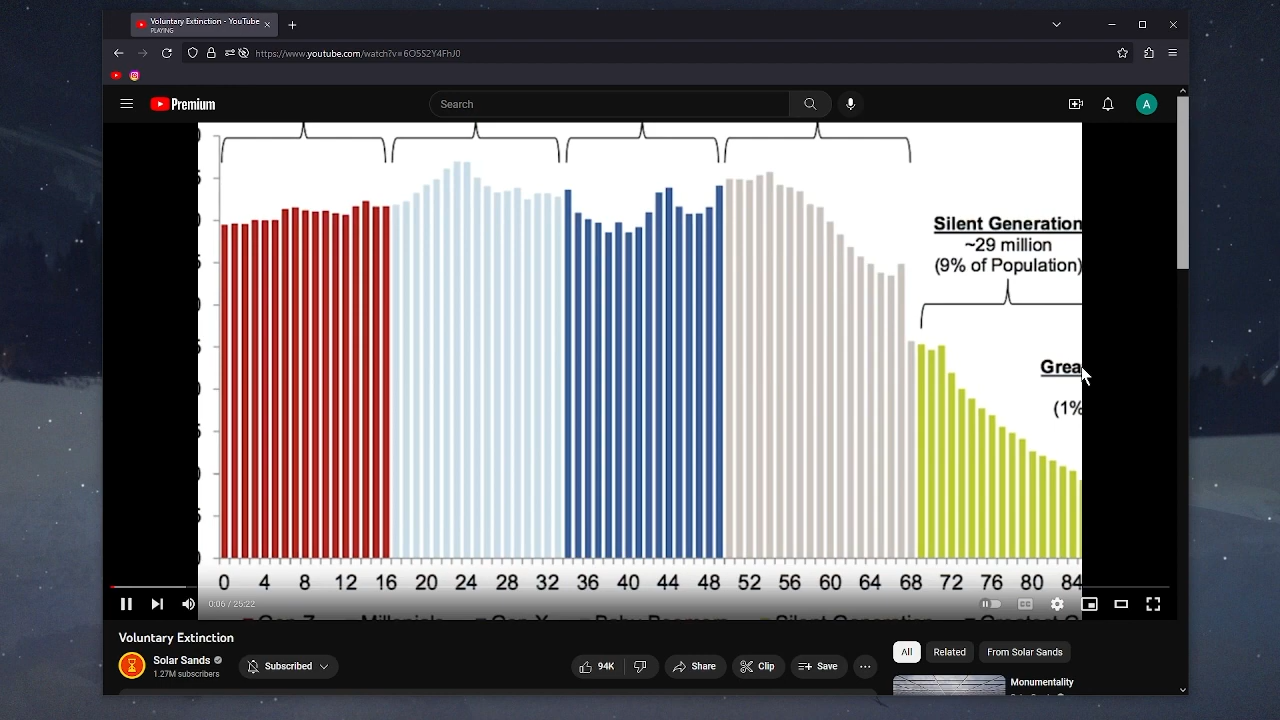 Voluntary Extinction - YouTube
PLAYING
https://www.youtube.com/watch?v=6O5S2Y4FhJ0
Premium
Search
A
Silent Generation
~29 million
(9% of Population)
Grea
(1%
0 4 8 12 16 20 24 28 32 36 40 44 48 52 56 60 64 68 72 76 80 84
0:06 / 25:22
CC
Voluntary Extinction
Solar Sands
1.27M subscribers
Subscribed
94K
Share
Clip
Save
All
Related
From Solar Sands
Monumentality